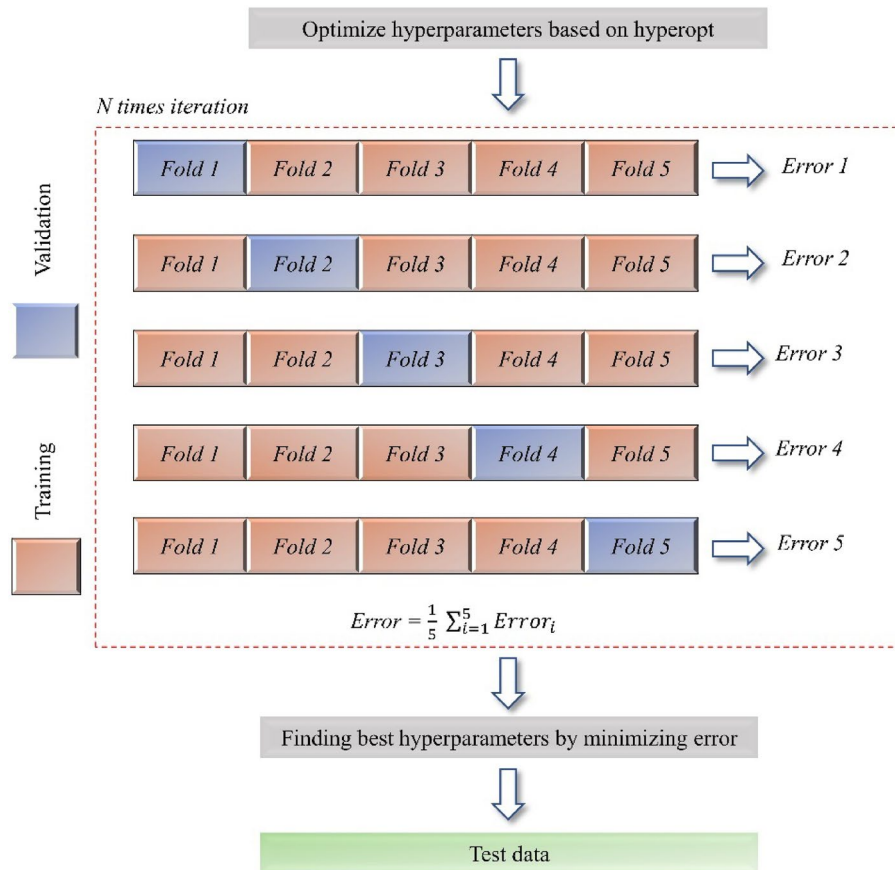 Optimize hyperparameters based on hyperopt
N times iteration
Fold 1 Fold 2 Fold 3 Fold 4 Fold 5 Error 1
Validation
Fold 1 Fold 2 Fold 3 Fold 4 Fold 5 Error 2
Fold 1 Fold 2 Fold 3 Fold 4 Fold 5 Error 3
Training
Fold 1 Fold 2 Fold 3 Fold 4 Fold 5 Error 4
Fold 1 Fold 2 Fold 3 Fold 4 Fold 5 Error 5
Error = 1/5 ∑_{i=1}^{5} Error_i
Finding best hyperparameters by minimizing error
Test data